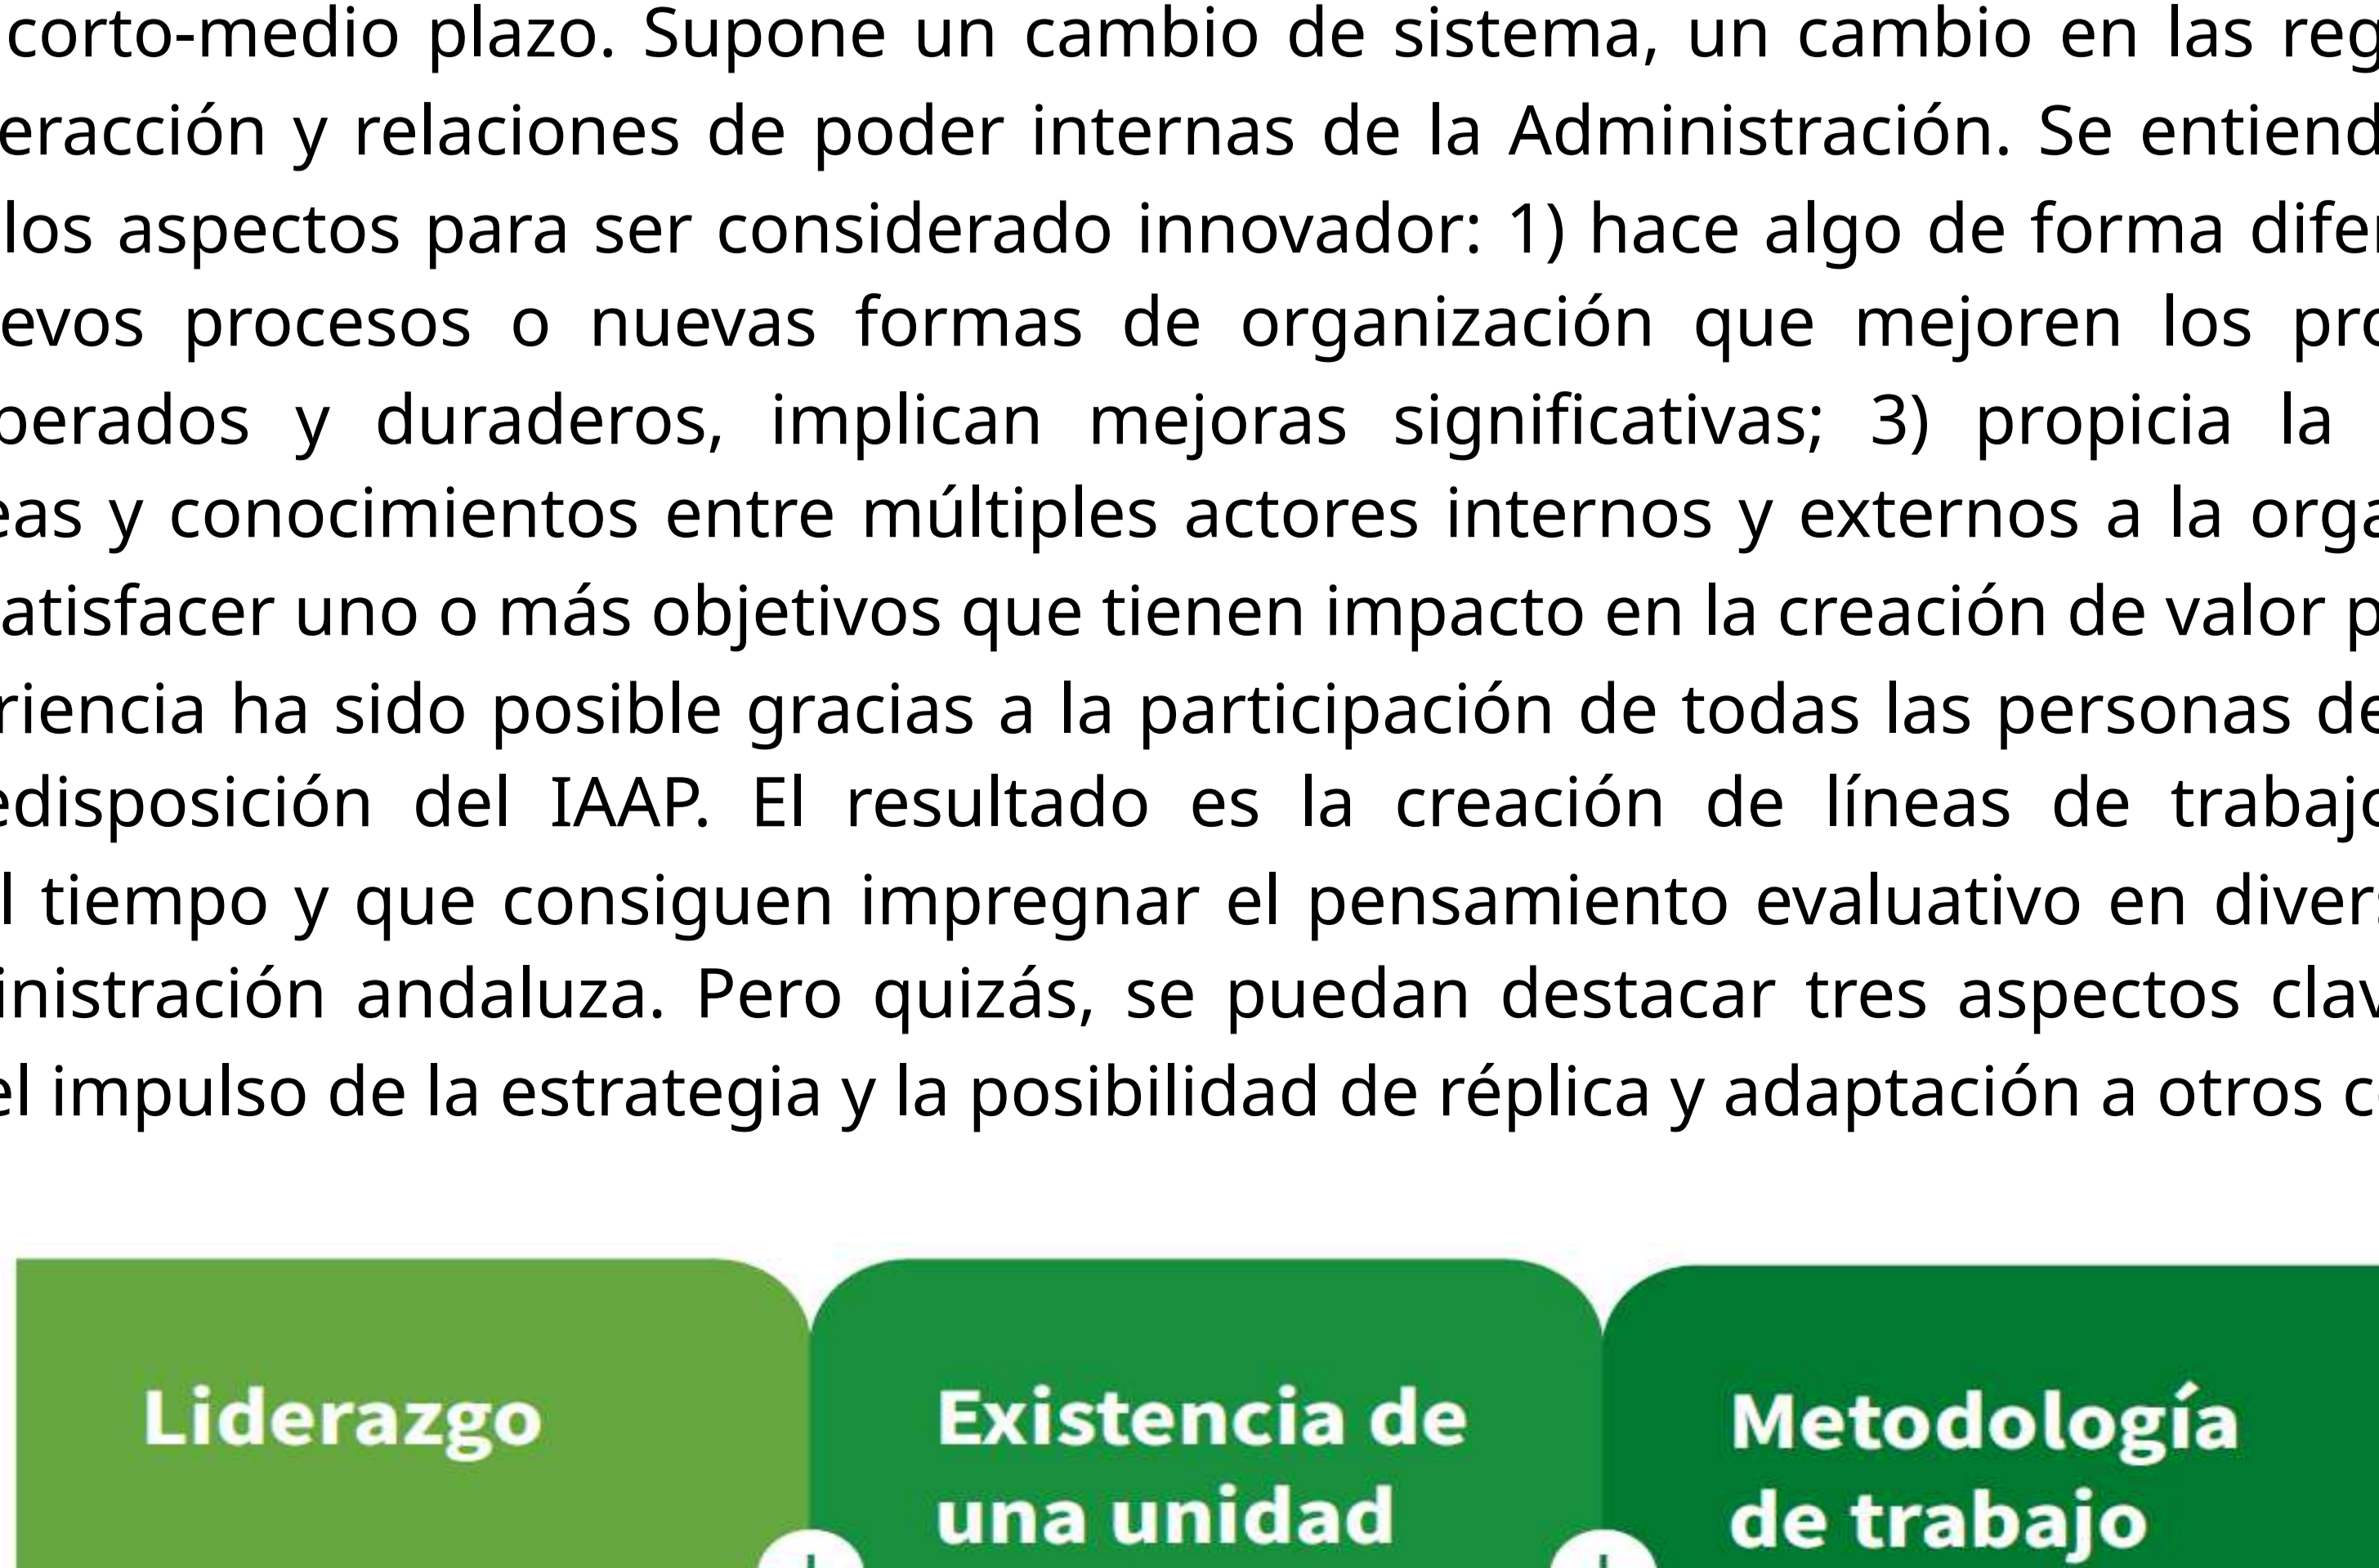 corto-medio plazo. Supone un cambio de sistema, un cambio en las reg
eracción y relaciones de poder internas de la Administración. Se entiend
los aspectos para ser considerado innovador: 1) hace algo de forma difer
evos procesos o nuevas formas de organización que mejoren los pro
perados y duraderos, implican mejoras significativas; 3) propicia la
eas y conocimientos entre múltiples actores internos y externos a la orga
atisfacer uno o más objetivos que tienen impacto en la creación de valor p
riencia ha sido posible gracias a la participación de todas las personas de
edisposición del IAAP. El resultado es la creación de líneas de trabajo
l tiempo y que consiguen impregnar el pensamiento evaluativo en divers
inistración andaluza. Pero quizás, se puedan destacar tres aspectos clav
el impulso de la estrategia y la posibilidad de réplica y adaptación a otros c
Liderazgo
Existencia de
una unidad
Metodología
de trabajo